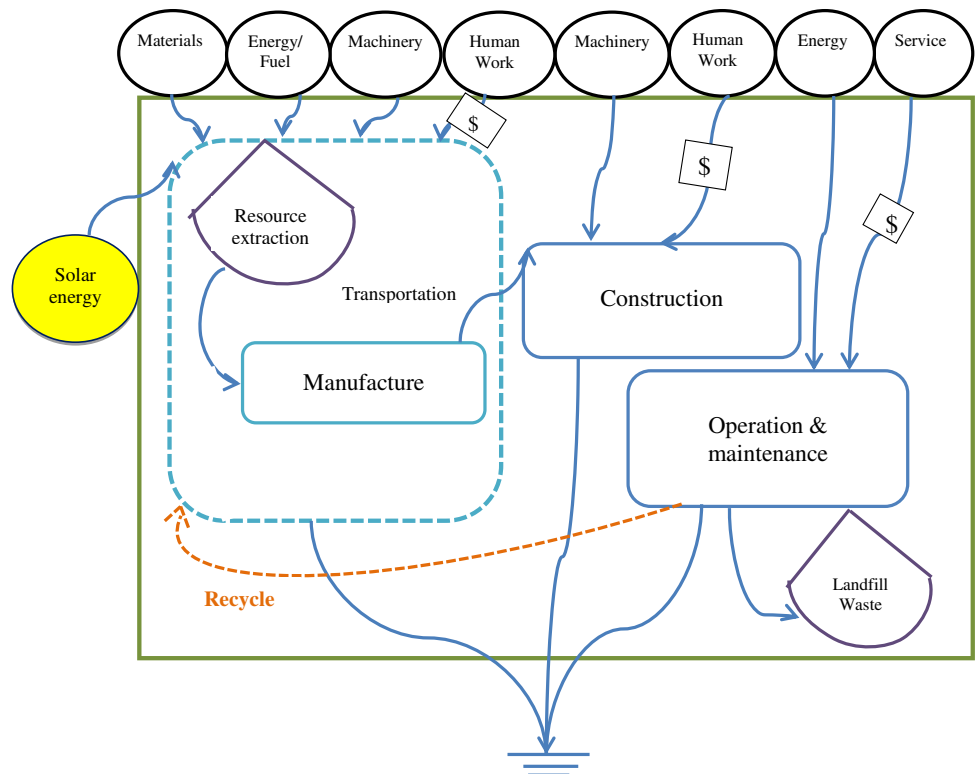 Materials
Energy/
Fuel
Machinery
Human
Work
Machinery
Human
Work
Energy
Service
$
$
$
Solar
energy
Resource
extraction
Transportation
Construction
Manufacture
Operation &
maintenance
Landfill
Waste
Recycle